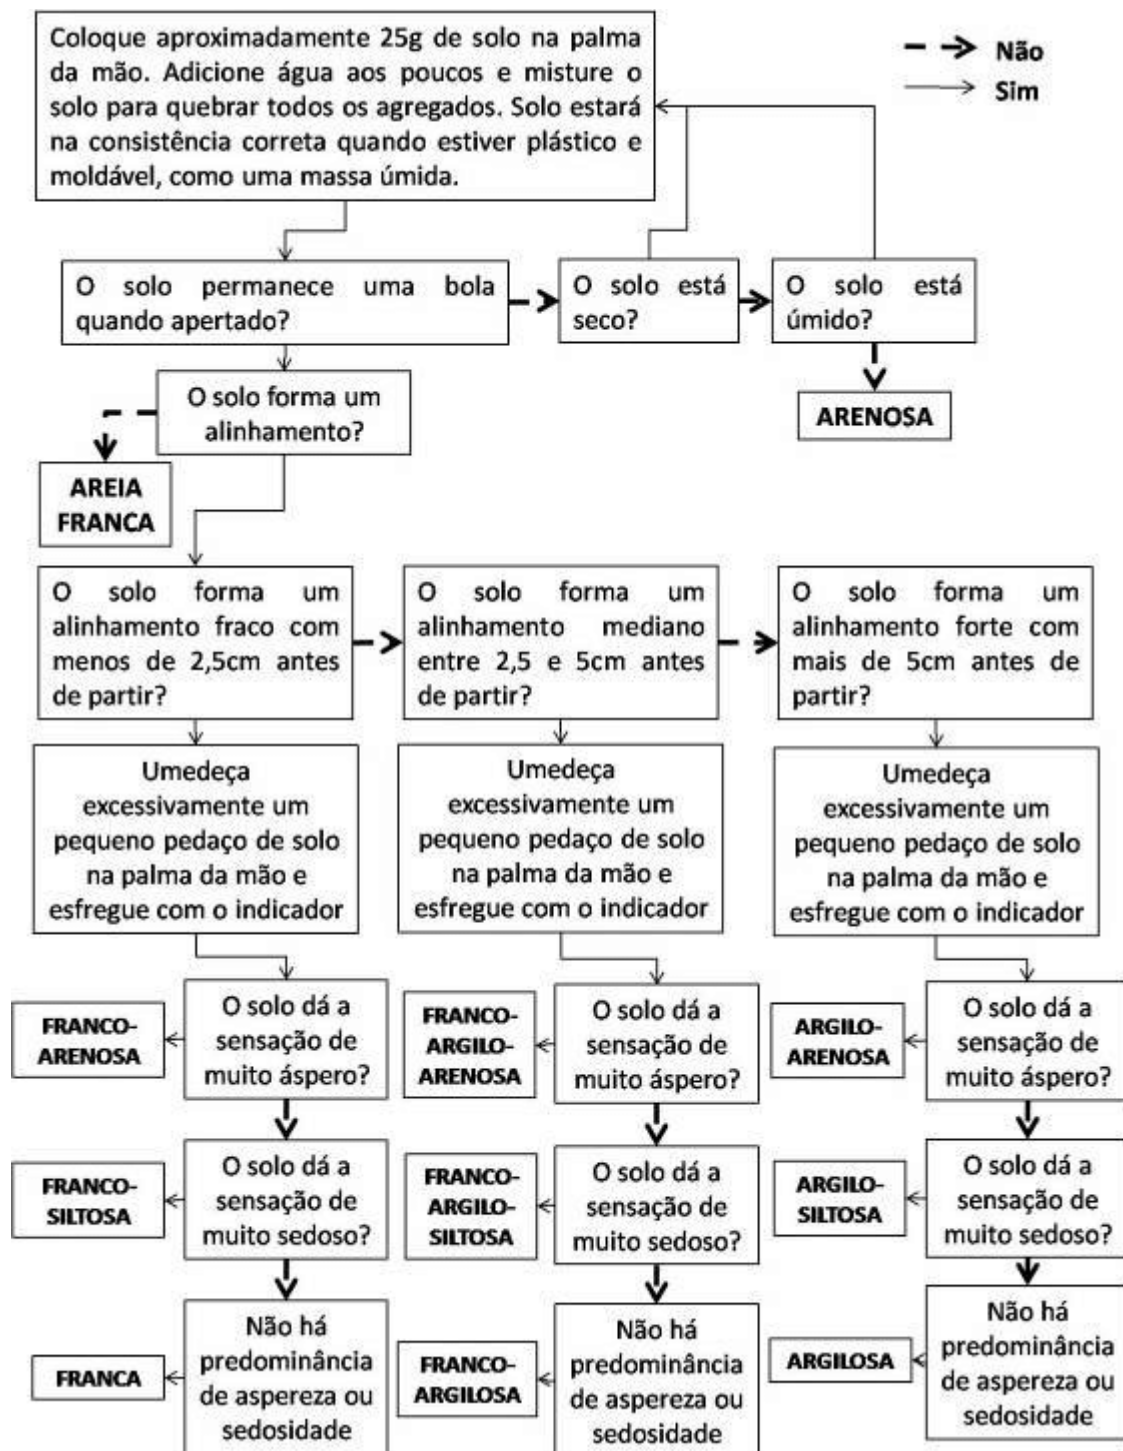 Coloque aproximadamente 25g de solo na palma
da mão. Adicione água aos poucos e misture o
solo para quebrar todos os agregados. Solo estará
na consistência correta quando estiver plástico e
moldável, como uma massa úmida.
Não
Sim
O solo permanece uma bola
quando apertado?
O solo está
seco?
O solo está
úmido?
ARENOSA
O solo forma um
alinhamento?
AREIA
FRANCA
O solo forma um
alinhamento fraco com
menos de 2,5cm antes
de partir?
O solo forma um
alinhamento mediano
entre 2,5 e 5cm antes
de partir?
O solo forma um
alinhamento forte com
mais de 5cm antes de
partir?
Umedeça
excessivamente um
pequeno pedaço de solo
na palma da mão e
esfregue com o indicador
Umedeça
excessivamente um
pequeno pedaço de solo
na palma da mão e
esfregue com o indicador
Umedeça
excessivamente um
pequeno pedaço de solo
na palma da mão e
esfregue com o indicador
FRANCO-
ARENOSA
O solo dá a
sensação de
muito áspero?
FRANCO-
ARGILO-
ARENOSA
O solo dá a
sensação de
muito áspero?
ARGILO-
ARENOSA
O solo dá a
sensação de
muito áspero?
FRANCO-
SILTOSA
O solo dá a
sensação de
muito sedoso?
FRANCO-
ARGILO-
SILTOSA
O solo dá a
sensação de
muito sedoso?
ARGILO-
SILTOSA
O solo dá a
sensação de
muito sedoso?
FRANCA
Não há
predominância
de aspereza ou
sedosidade
FRANCO-
ARGILOSA
Não há
predominância
de aspereza ou
sedosidade
ARGILOSA
Não há
predominância
de aspereza ou
sedosidade